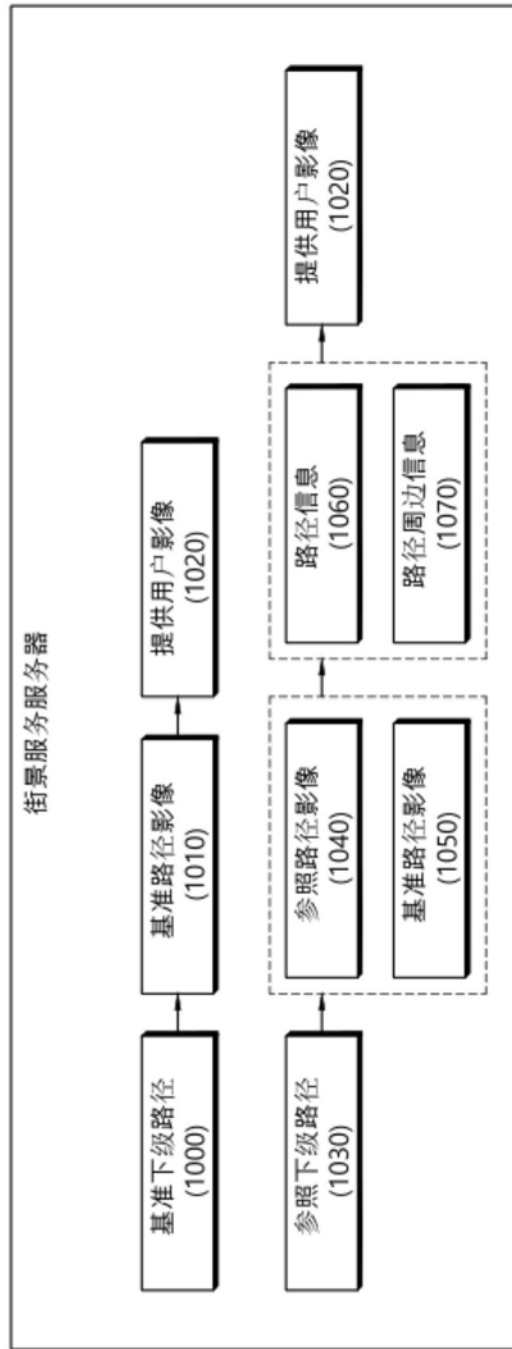 街景服务服务器
基准下级路径
(1000)
基准路径影像
(1010)
提供用户影像
(1020)
参照下级路径
(1030)
参照路径影像
(1040)
基准路径影像
(1050)
路径信息
(1060)
路径周边信息
(1070)
提供用户影像
(1020)